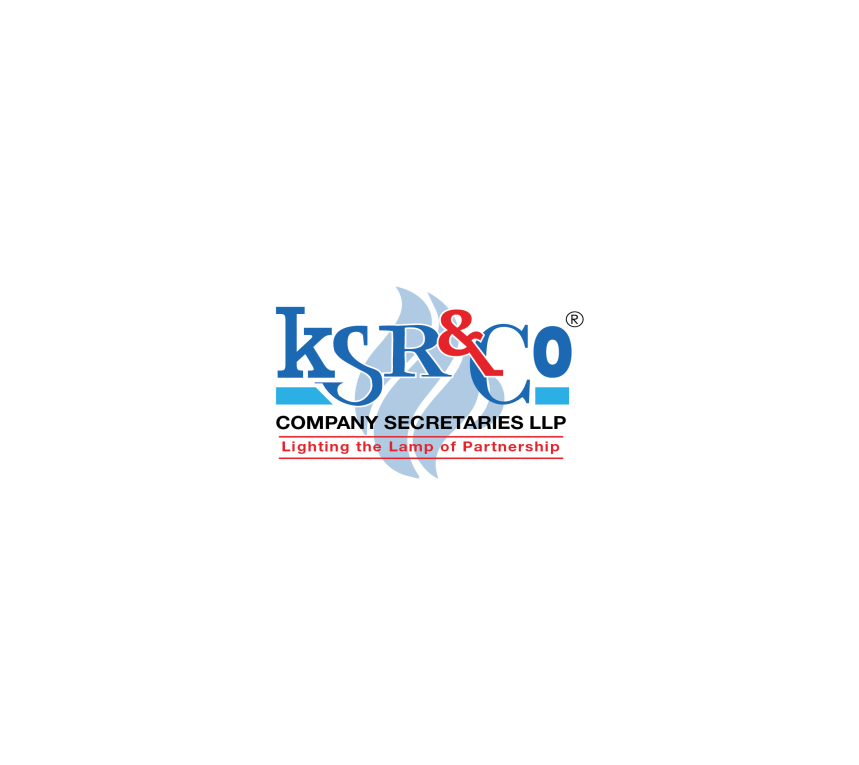 kSR&Co®
COMPANY SECRETARIES LLP
Lighting the Lamp of Partnership